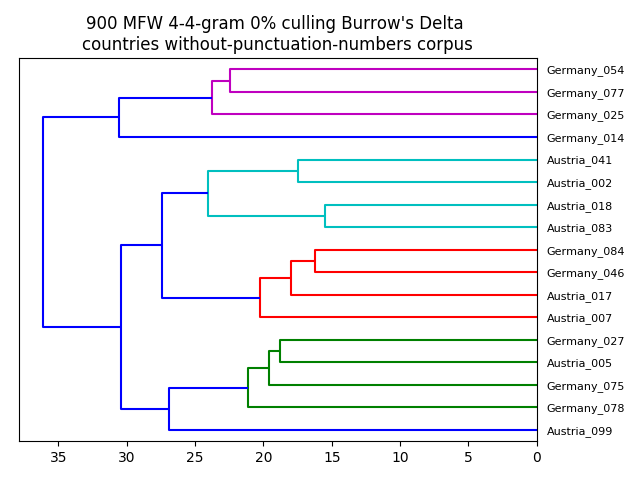 900 MFW 4-4-gram 0% culling Burrow's Delta
countries without-punctuation-numbers corpus
Germany_054
Germany_077
Germany_025
Germany_014
Austria_041
Austria_002
Austria_018
Austria_083
Germany_084
Germany_046
Austria_017
Austria_007
Germany_027
Austria_005
Germany_075
Germany_078
Austria_099
35 30 25 20 15 10 5 0